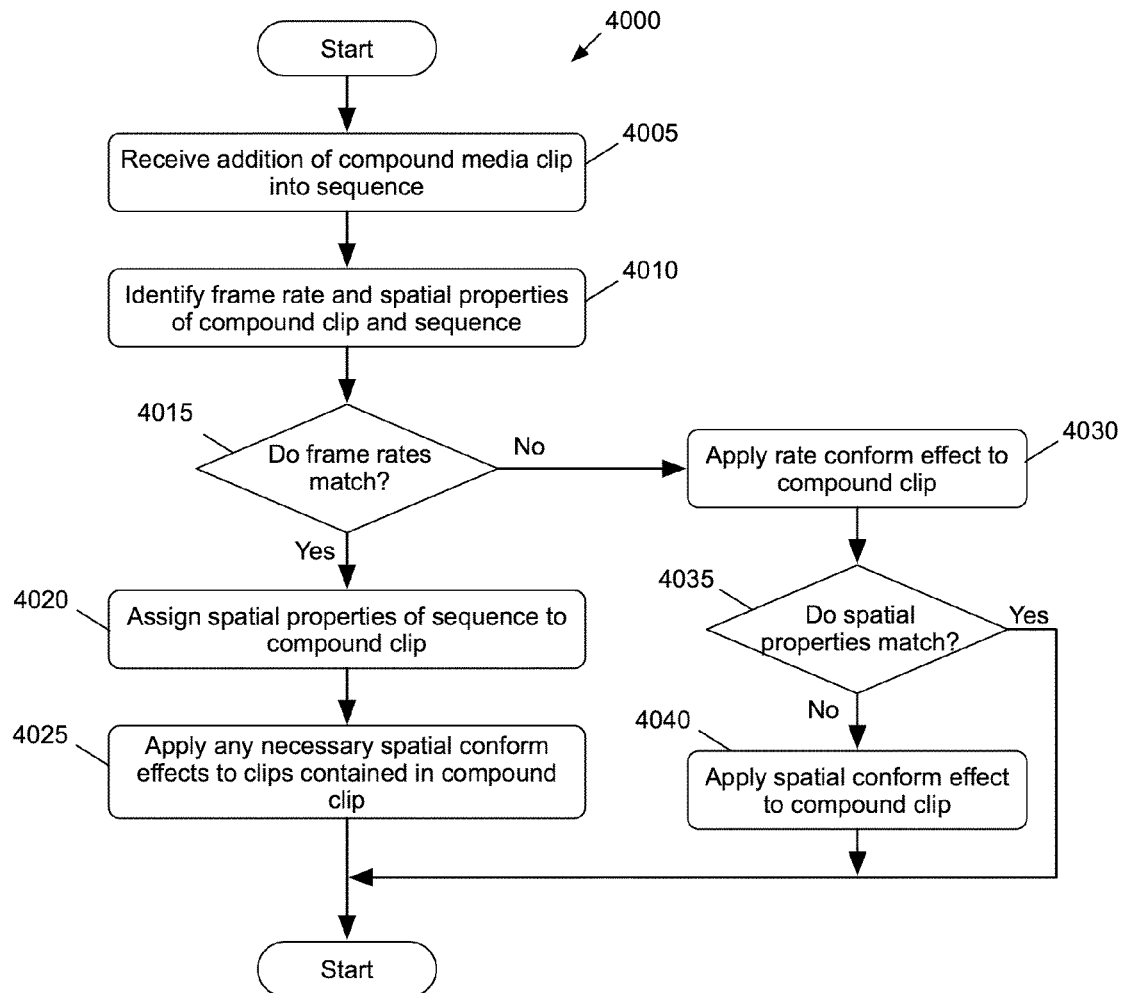 4000
Start
4005
Receive addition of compound media clip
into sequence
4010
Identify frame rate and spatial properties
of compound clip and sequence
4015
Do frame rates
match?
No
Yes
4030
Apply rate conform effect to
compound clip
4020
Assign spatial properties of sequence to
compound clip
4035
Do spatial
properties match?
Yes
No
4025
Apply any necessary spatial conform
effects to clips contained in compound
clip
4040
Apply spatial conform effect
to compound clip
Start